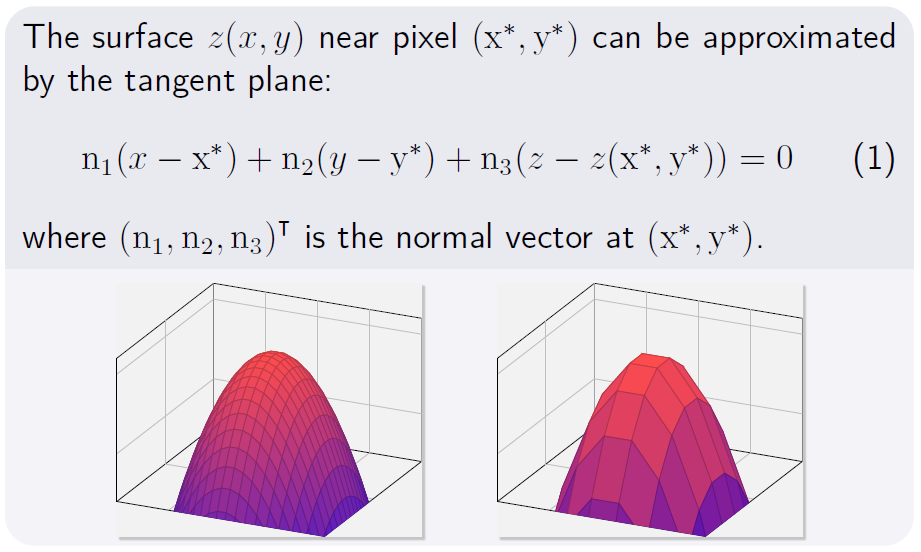 The surface z(x, y) near pixel (x*, y*) can be approximated
by the tangent plane:
n₁(x − x*) + n₂(y − y*) + n₃(z − z(x*, y*)) = 0 (1)
where (n₁, n₂, n₃)ᵀ is the normal vector at (x*, y*).